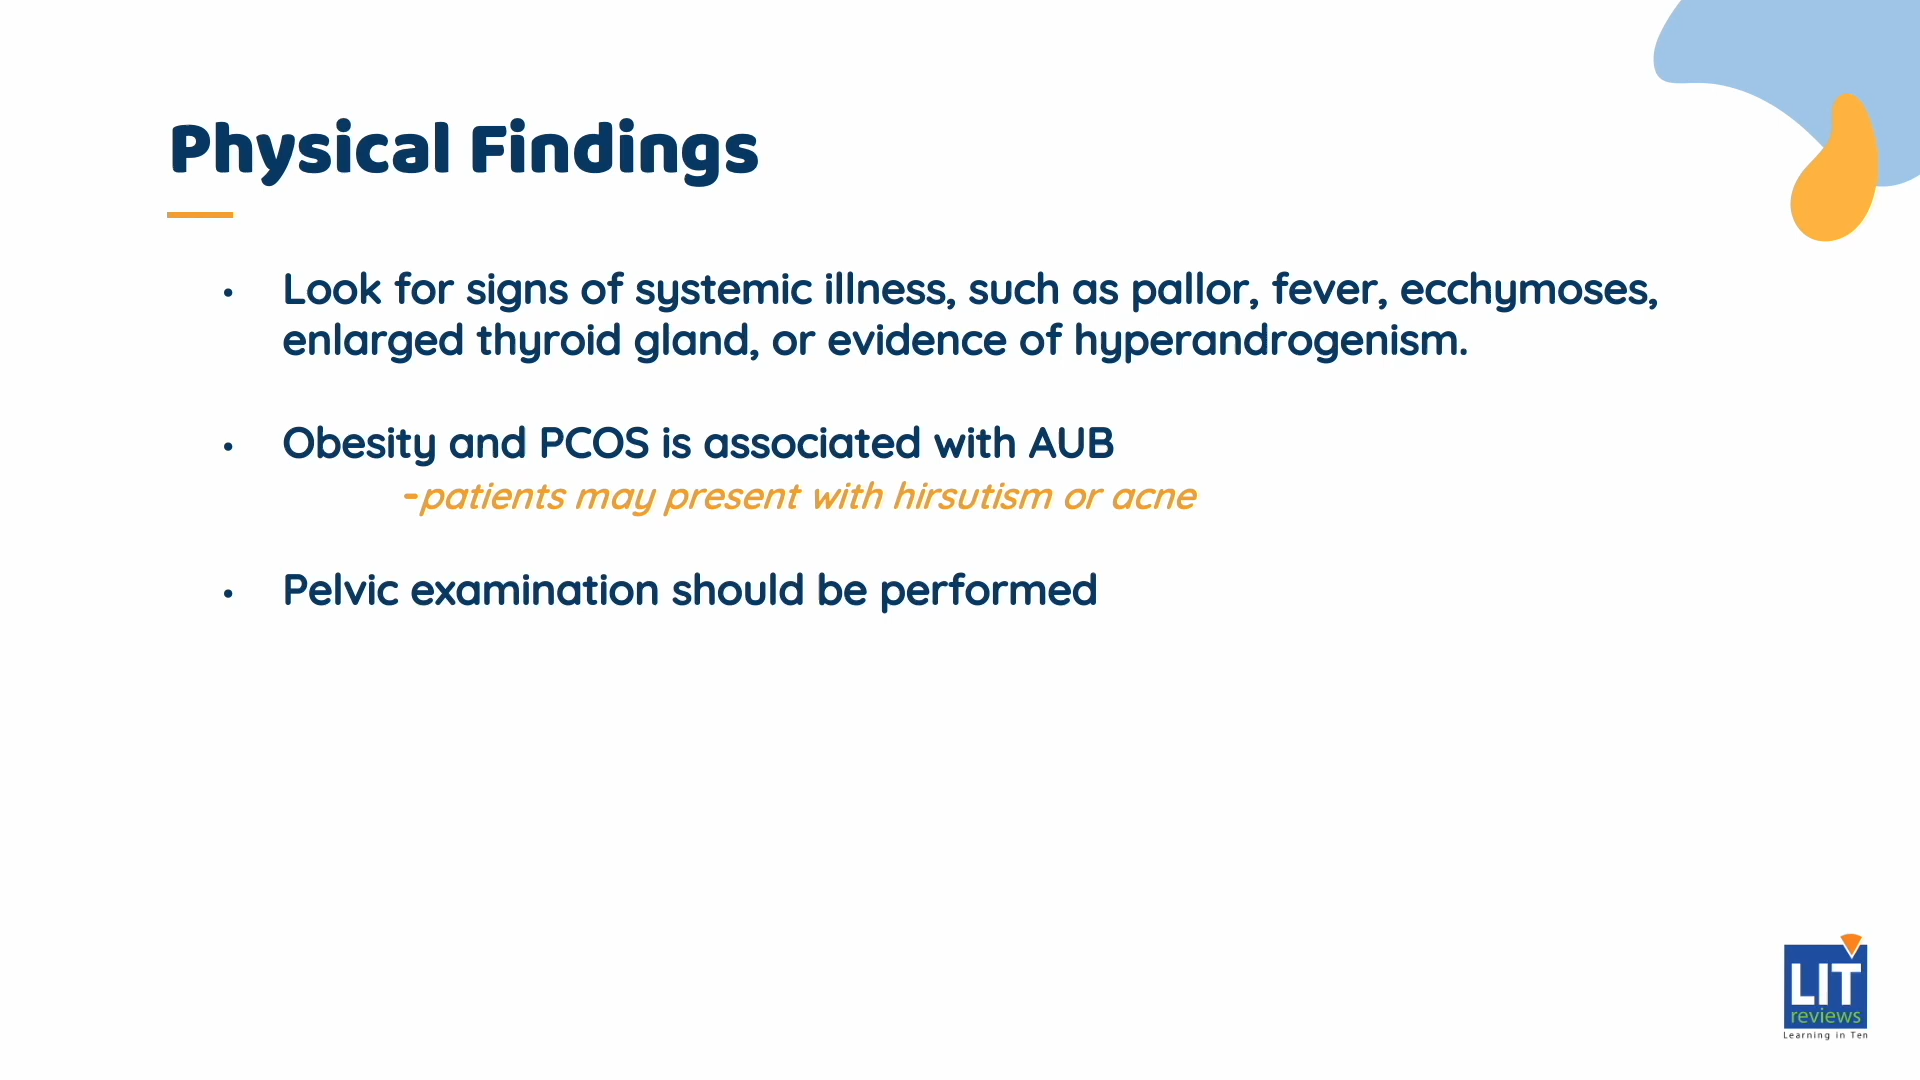 Physical Findings
• Look for signs of systemic illness, such as pallor, fever, ecchymoses,
enlarged thyroid gland, or evidence of hyperandrogenism.
• Obesity and PCOS is associated with AUB
-patients may present with hirsutism or acne
• Pelvic examination should be performed
LIT
reviews
Learning in Ten